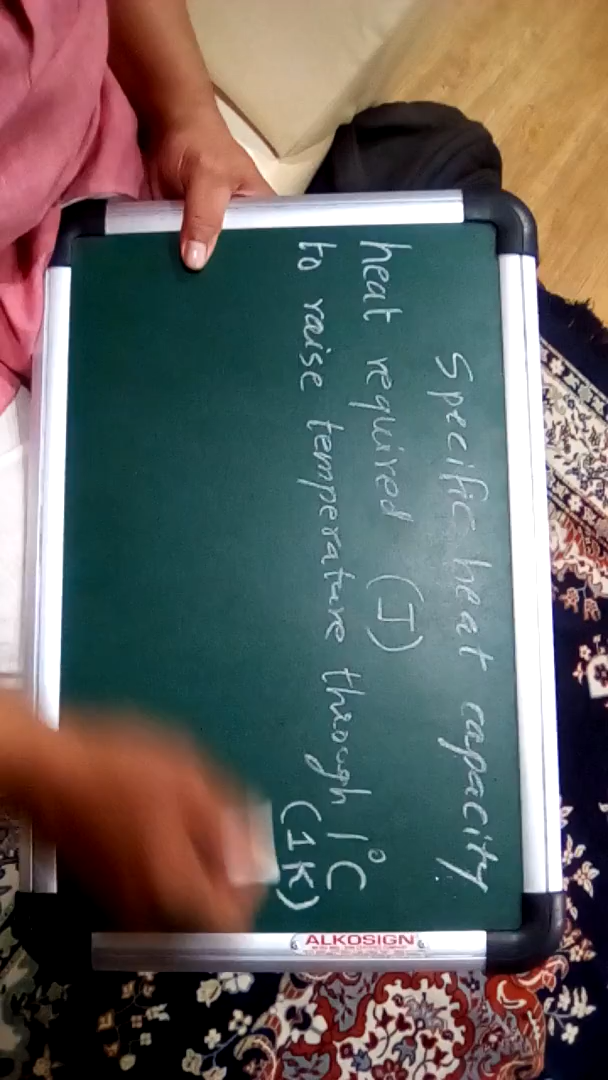 Specific heat capacity
heat required (J)
to raise temperature through 1°C
(1K)
ALKOSIGN